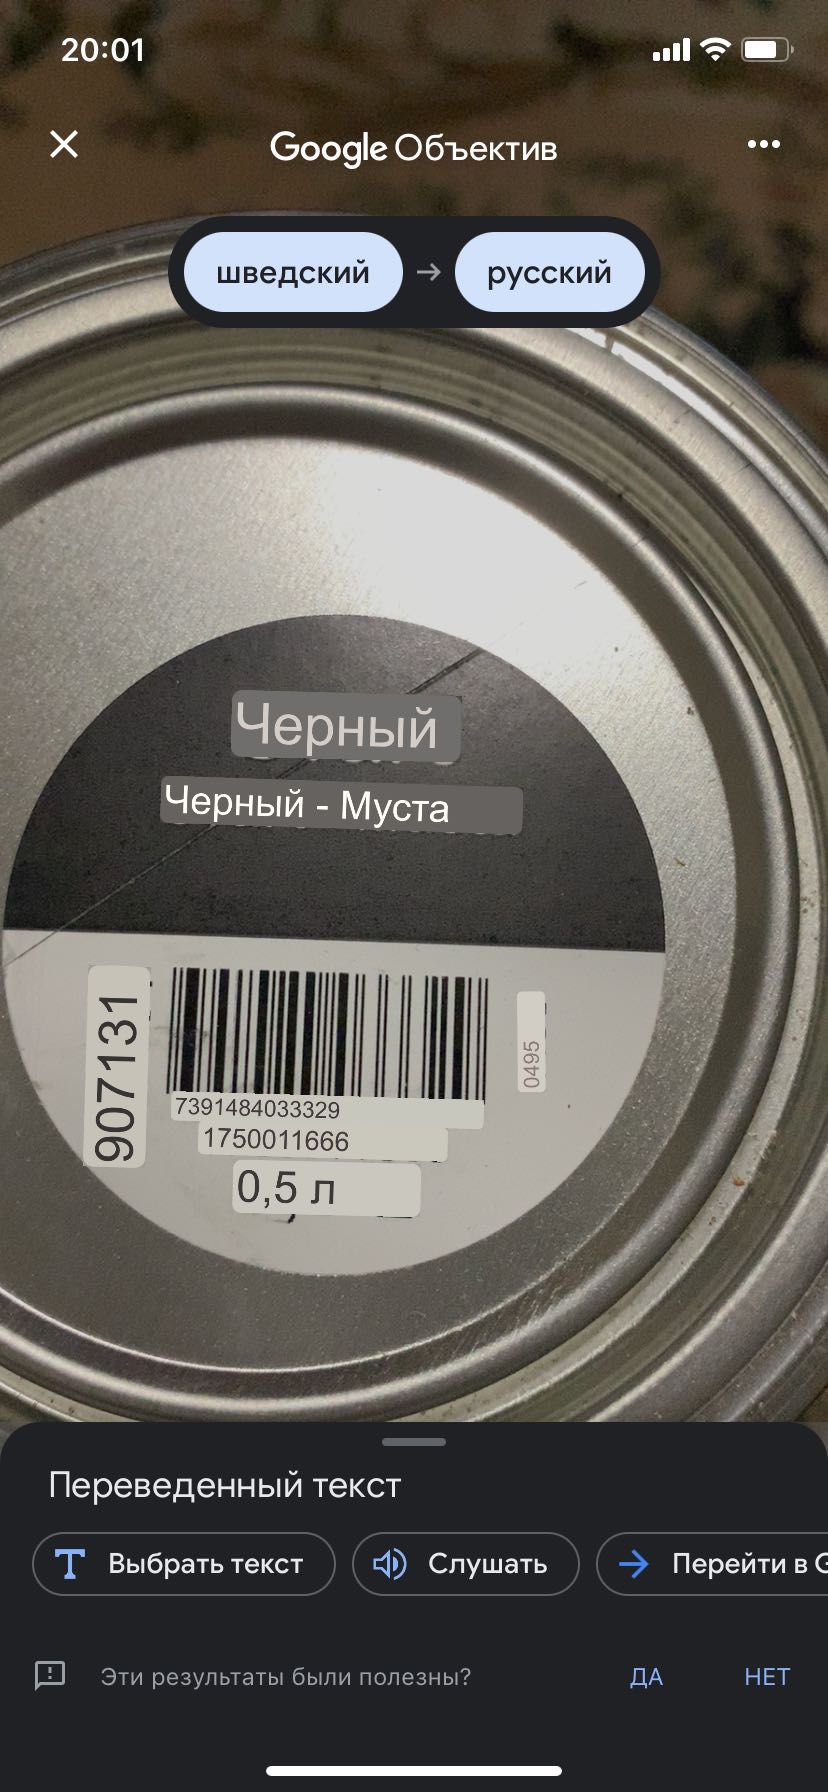 20:01
Google Объектив
шведский → русский
Черный
Черный - Муста
907131
0495
7391484033329
1750011666
0,5 л
Переведенный текст
Выбрать текст
Слушать
Перейти в G
Эти результаты были полезны?
ДА
НЕТ